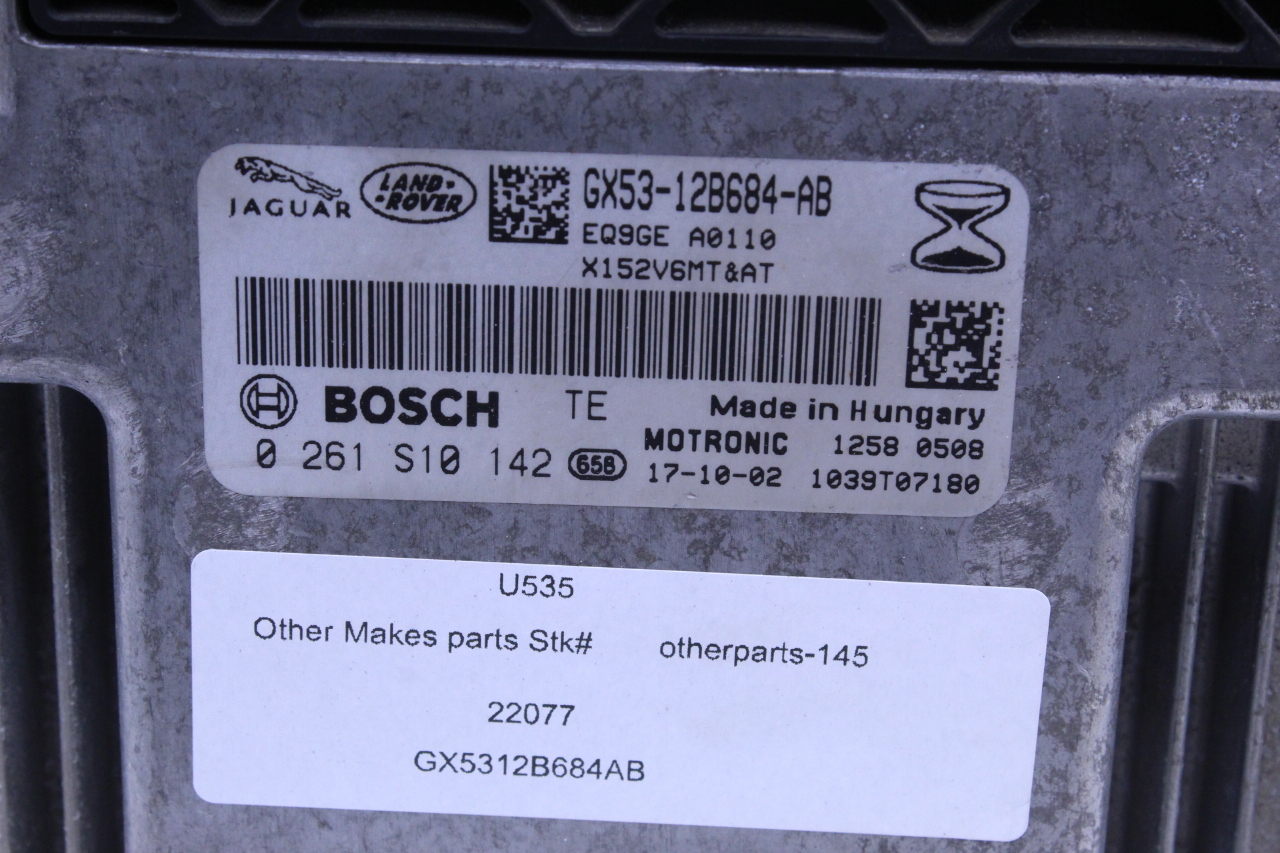 JAGUAR
LAND-
-ROVER
GX53-12B684-AB
EQ9GE A0110
X152V6MT&AT
BOSCH TE Made in Hungary
0 261 S10 142 65B MOTRONIC 1258 0508
17-10-02 1039T07180
U535
Other Makes parts Stk# otherparts-145
22077
GX5312B684AB